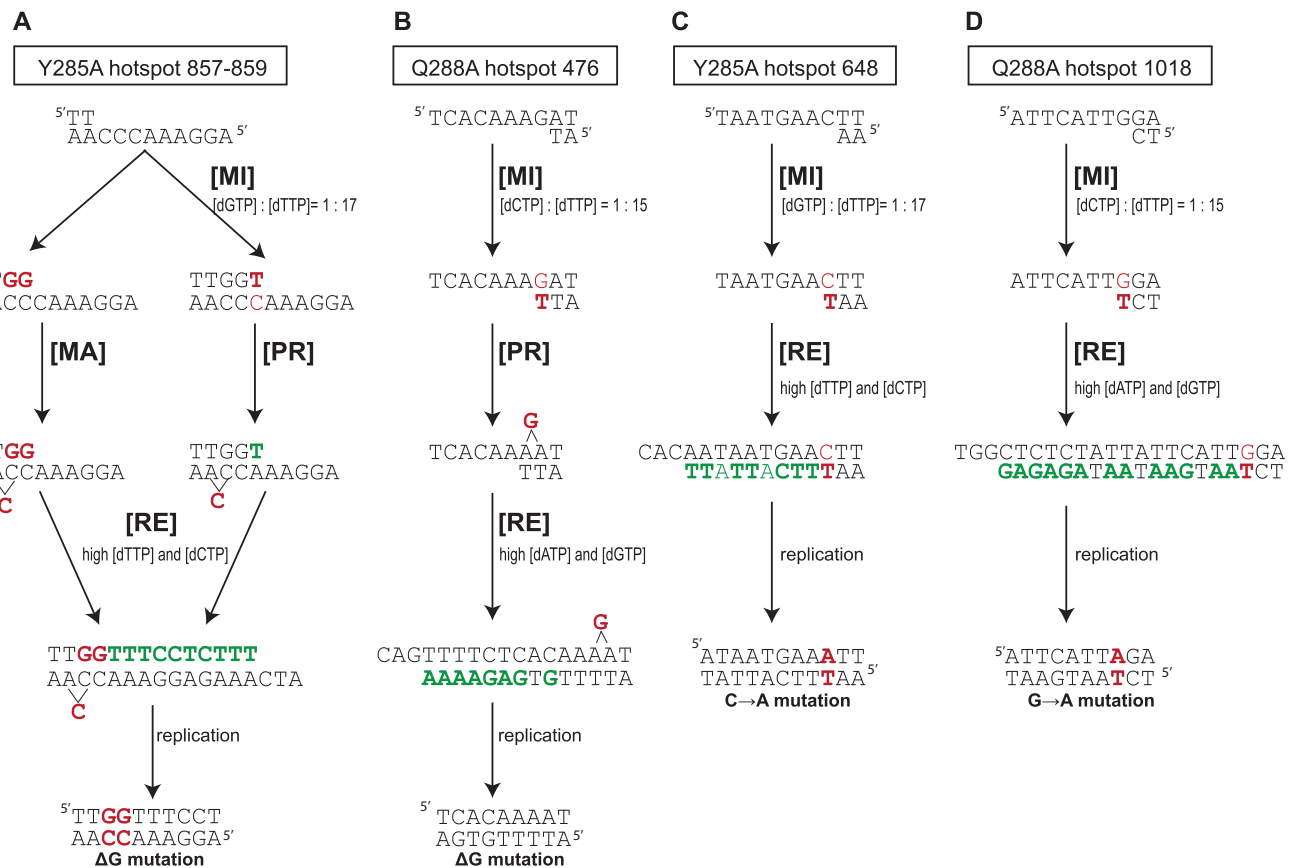 A
Y285A hotspot 857-859
5′TT
AACCCAAAGGA5′
[MI]
[dGTP] : [dTTP]= 1 : 17
TGG
ACCCAAAGGA
TTGGT
AACCCAAAGGA
[MA]
[PR]
TGG
ACCAAAGGA
C
TTGGT
AACCAAAGGA
C
[RE]
high [dTTP] and [dCTP]
TTGGTTTCCTCTTT
AACCAAAGGAGAAACTA
C
replication
5′TTGGTTTCCT
AACCAAAGGA5′
ΔG mutation
B
Q288A hotspot 476
5′TCACAAAGAT
TA5′
[MI]
[dCTP] : [dTTP] = 1 : 15
TCACAAAGAT
TTA
[PR]
G
TCACAAAAT
TTA
[RE]
high [dATP] and [dGTP]
G
CAGTTTTCTCACAAAAT
AAAAGAGTGTTTTA
replication
5′TCACAAAAT
AGTGTTTTA5′
ΔG mutation
C
Y285A hotspot 648
5′TAATGAACTT
AA5′
[MI]
[dGTP] : [dTTP]= 1 : 17
TAATGAACTT
TAA
[RE]
high [dTTP] and [dCTP]
CACAATAATGAACTT
TTATTACTTTTAA
replication
5′ATAATGAAATT
TATTACTTTAA5′
C→A mutation
D
Q288A hotspot 1018
5′ATTCATTGGA
CT5′
[MI]
[dCTP] : [dTTP] = 1 : 15
ATTCATTGGA
TCT
[RE]
high [dATP] and [dGTP]
TGGCTCTCTATTATTCATTGGA
GAGAGATAATAAGTAATCT
replication
5′ATTCATTAGA
TAAGTAATCT5′
G→A mutation